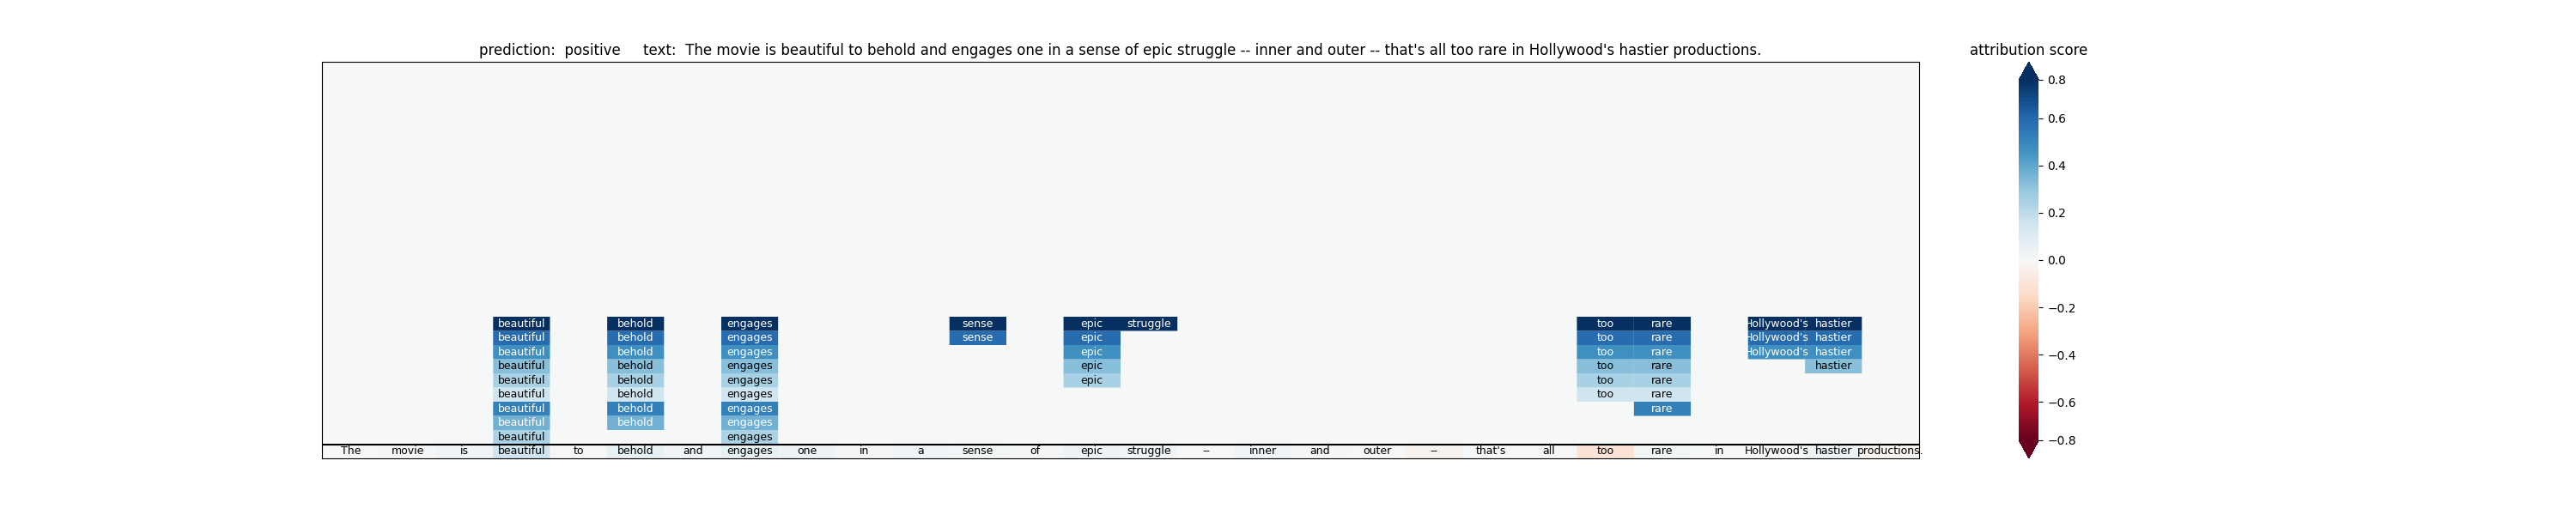 prediction:  positive     text:  The movie is beautiful to behold and engages one in a sense of epic struggle -- inner and outer -- that's all too rare in Hollywood's hastier productions.
attribution score
beautiful behold engages sense epic struggle too rare Hollywood's hastier
beautiful behold engages sense epic too rare Hollywood's hastier
beautiful behold engages epic too rare Hollywood's hastier
beautiful behold engages epic too rare hastier
beautiful behold engages epic too rare
beautiful behold engages too rare
beautiful behold engages rare
beautiful behold engages
beautiful engages
The movie is beautiful to behold and engages one in a sense of epic struggle -- inner and outer -- that's all too rare in Hollywood's hastier productions.
0.8
0.6
0.4
0.2
0.0
−0.2
−0.4
−0.6
−0.8